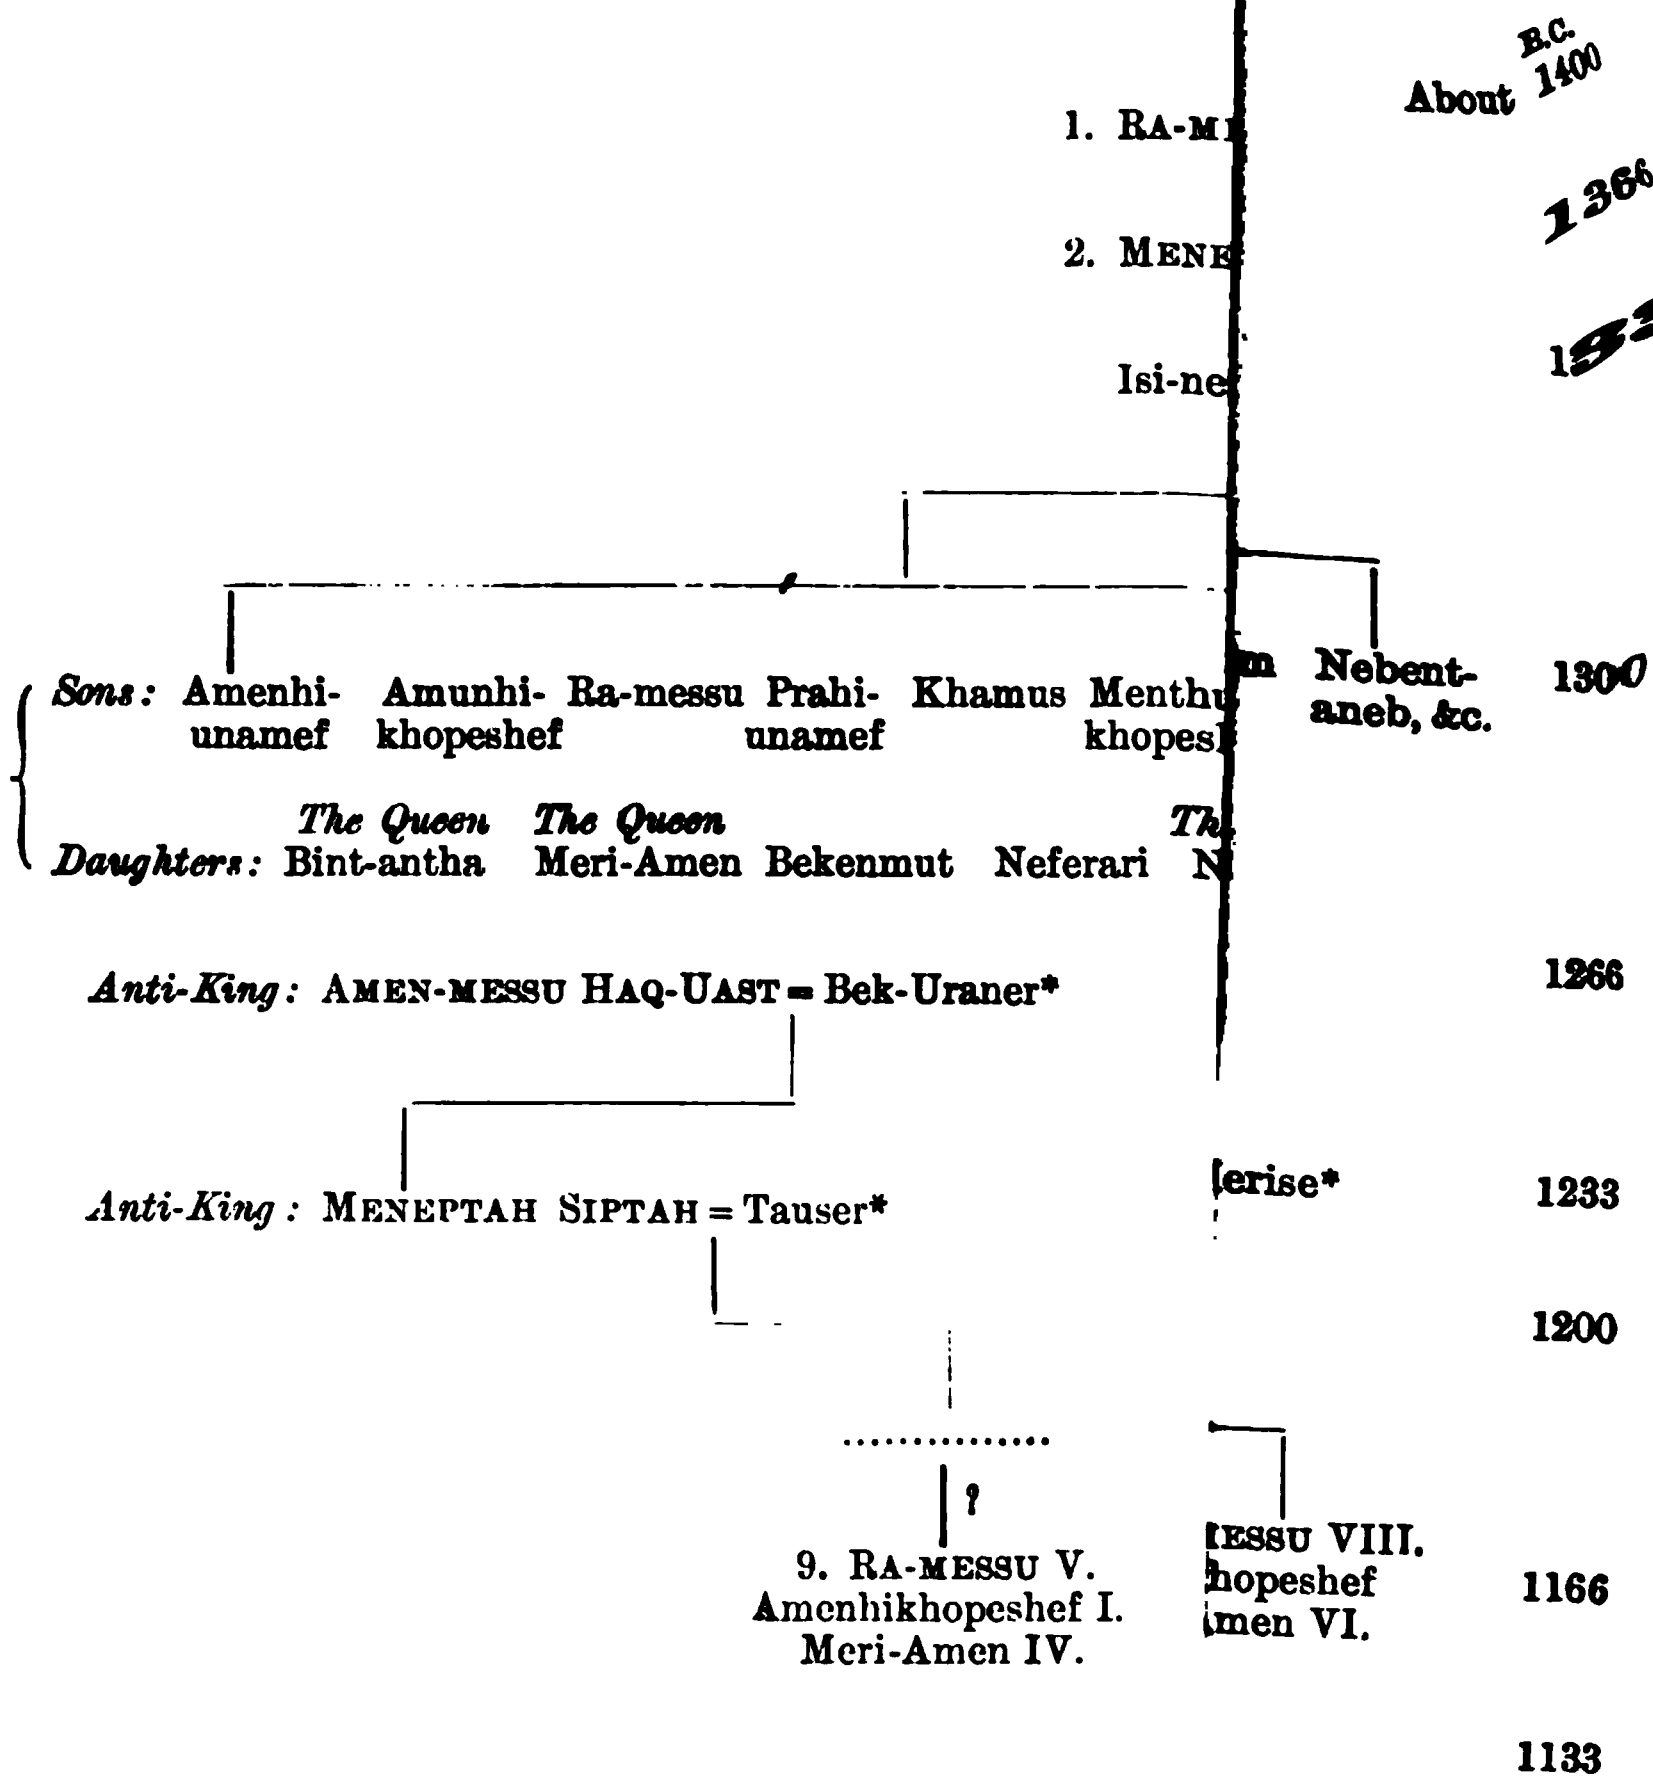 B.C.
About 1400
1. RA-M
1366
2. MENE
Isi-ne
Sons: Amenhi- Amunhi- Ra-messu Prahi- Khamus Menthu m Nebent- 1300
unamef khopeshef unamef khopes aneb, &c.
The Queen The Queen Th
Daughters: Bint-antha Meri-Amen Bekenmut Neferari N
Anti-King: AMEN-MESSU HAQ-UAST = Bek-Uraner* 1266
Anti-King: MENEPTAH SIPTAH = Tauser* erise* 1233
1200
?
9. RA-MESSU V. ESSU VIII.
Amenhikhopeshef I. hopeshef 1166
Meri-Amen IV. men VI.
1133